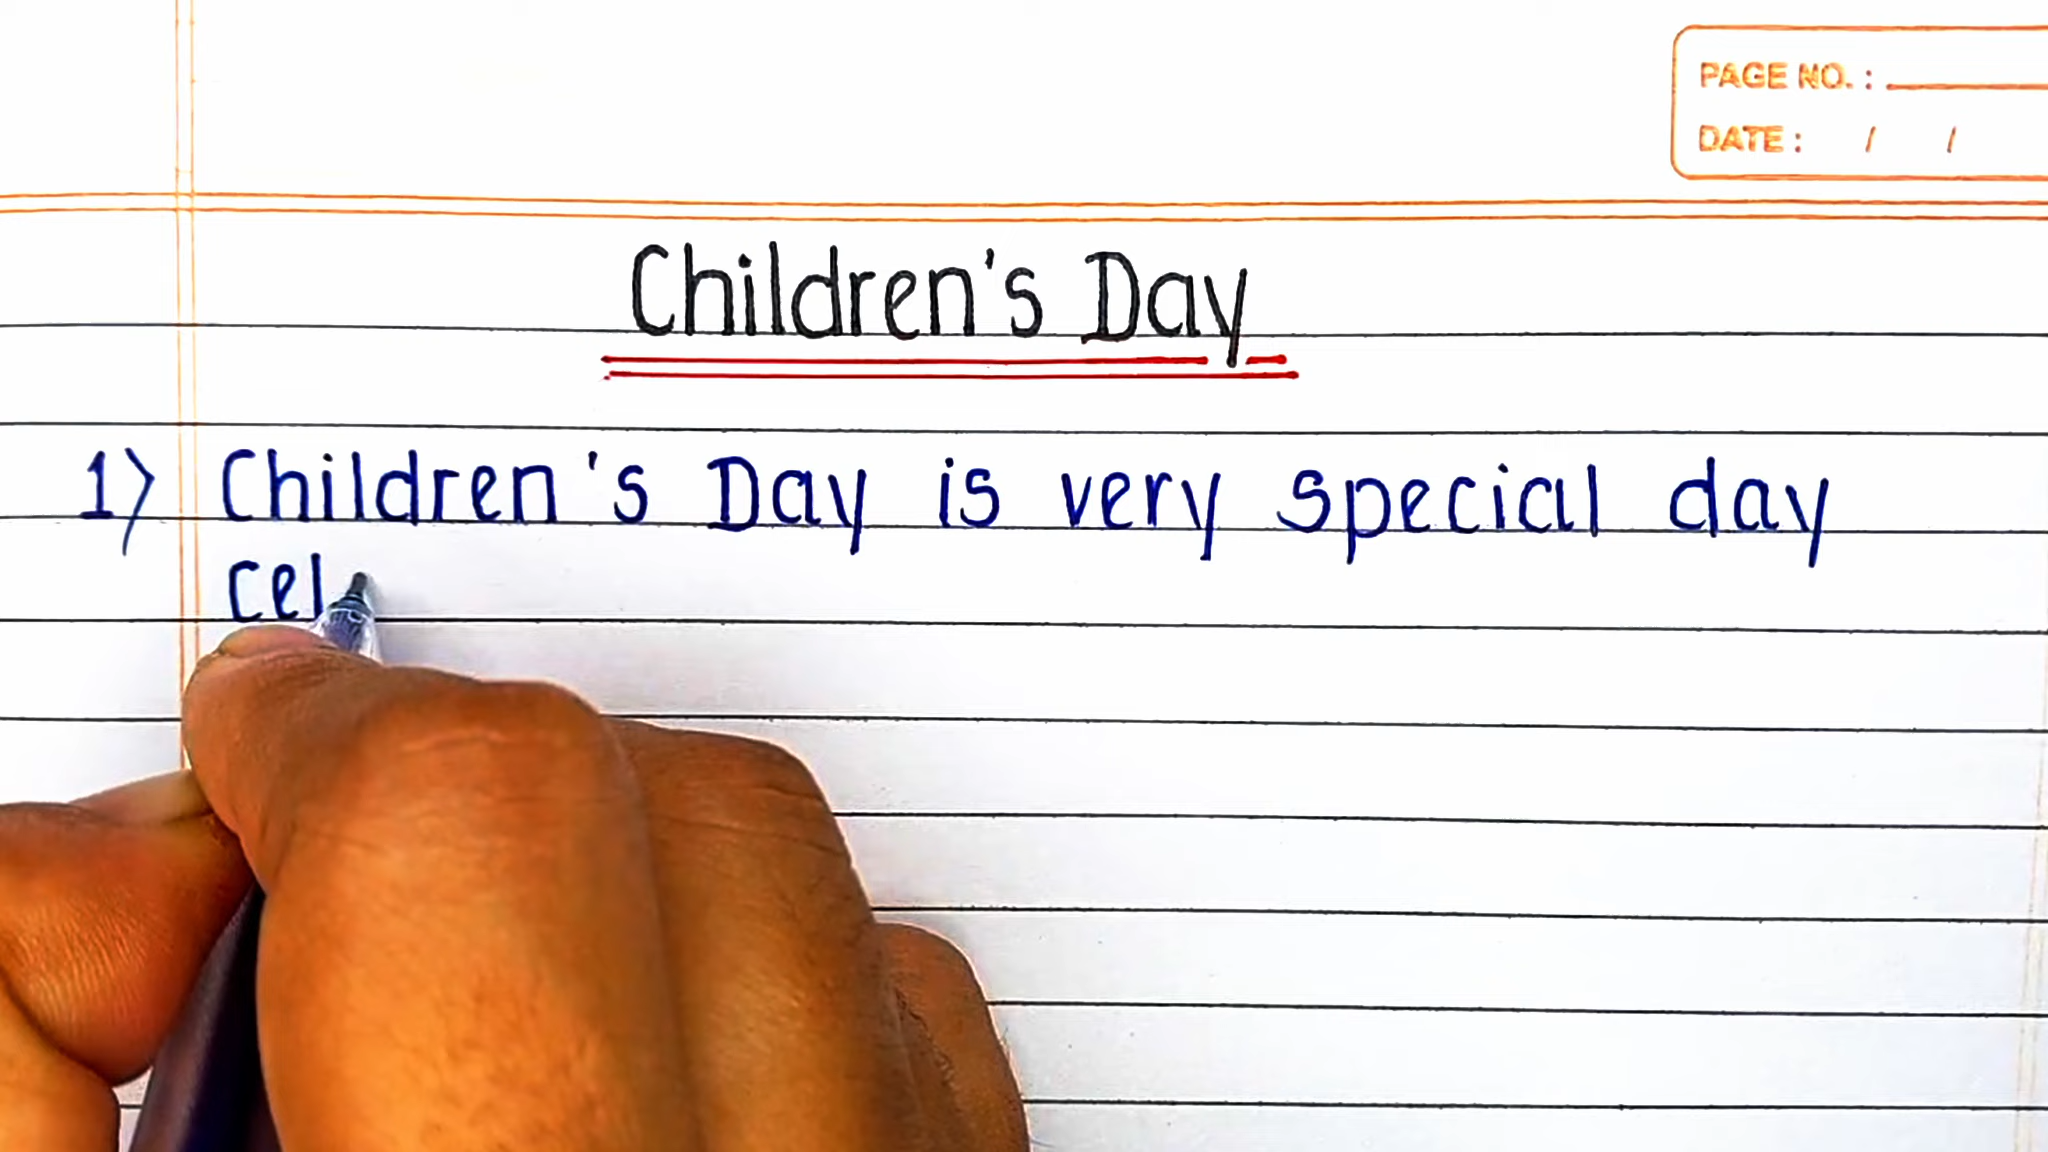 PAGE NO. :
DATE : / /
Children's Day
1) Children's Day is very special day
cel